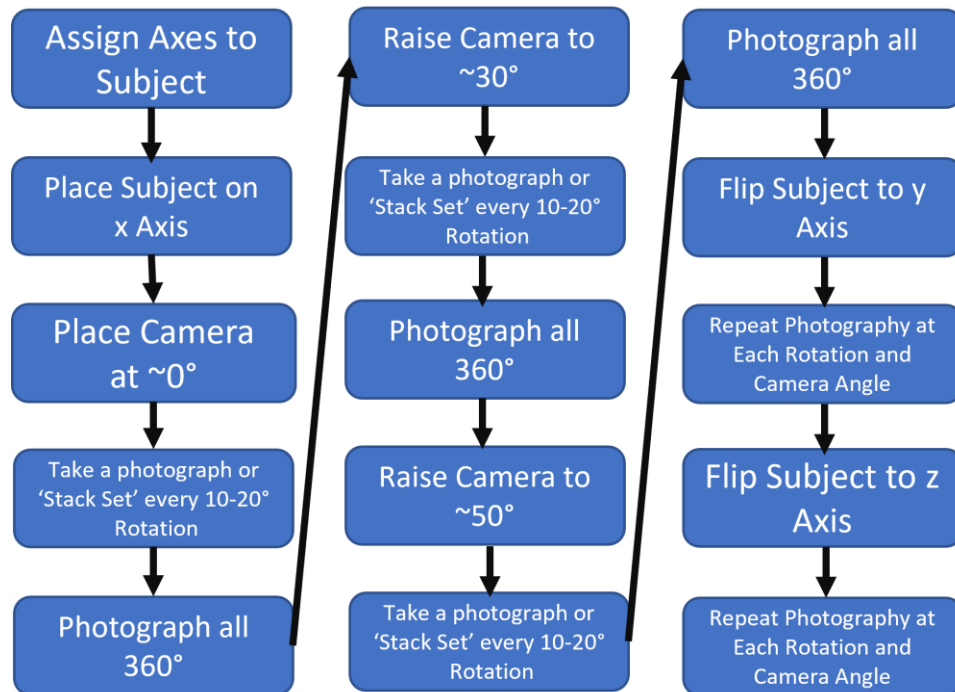 Assign Axes to
Subject
Place Subject on
x Axis
Place Camera
at ~0°
Take a photograph or
‘Stack Set’ every 10-20°
Rotation
Photograph all
360°
Raise Camera to
~30°
Take a photograph or
‘Stack Set’ every 10-20°
Rotation
Photograph all
360°
Raise Camera to
~50°
Take a photograph or
‘Stack Set’ every 10-20°
Rotation
Photograph all
360°
Flip Subject to y
Axis
Repeat Photography at
Each Rotation and
Camera Angle
Flip Subject to z
Axis
Repeat Photography at
Each Rotation and
Camera Angle